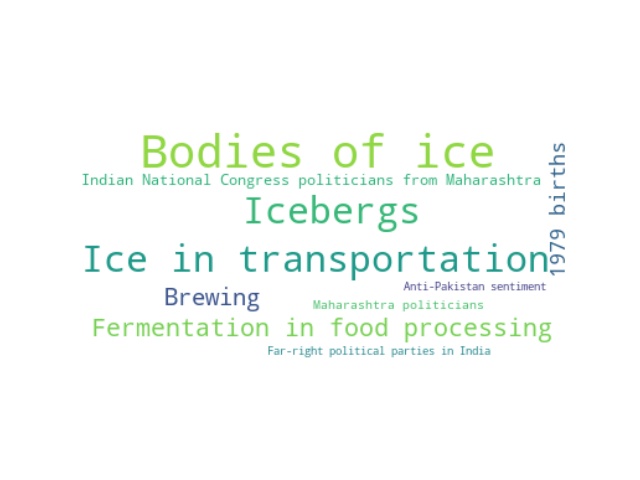 Bodies of ice
Indian National Congress politicians from Maharashtra
Icebergs
1979 births
Ice in transportation
Anti-Pakistan sentiment
Brewing
Maharashtra politicians
Fermentation in food processing
Far-right political parties in India